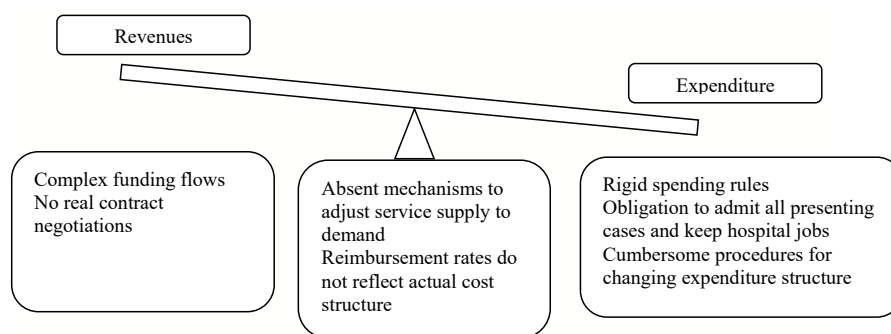 Revenues
Expenditure
Complex funding flows
No real contract
negotiations
Absent mechanisms to
adjust service supply to
demand
Reimbursement rates do
not reflect actual cost
structure
Rigid spending rules
Obligation to admit all presenting
cases and keep hospital jobs
Cumbersome procedures for
changing expenditure structure